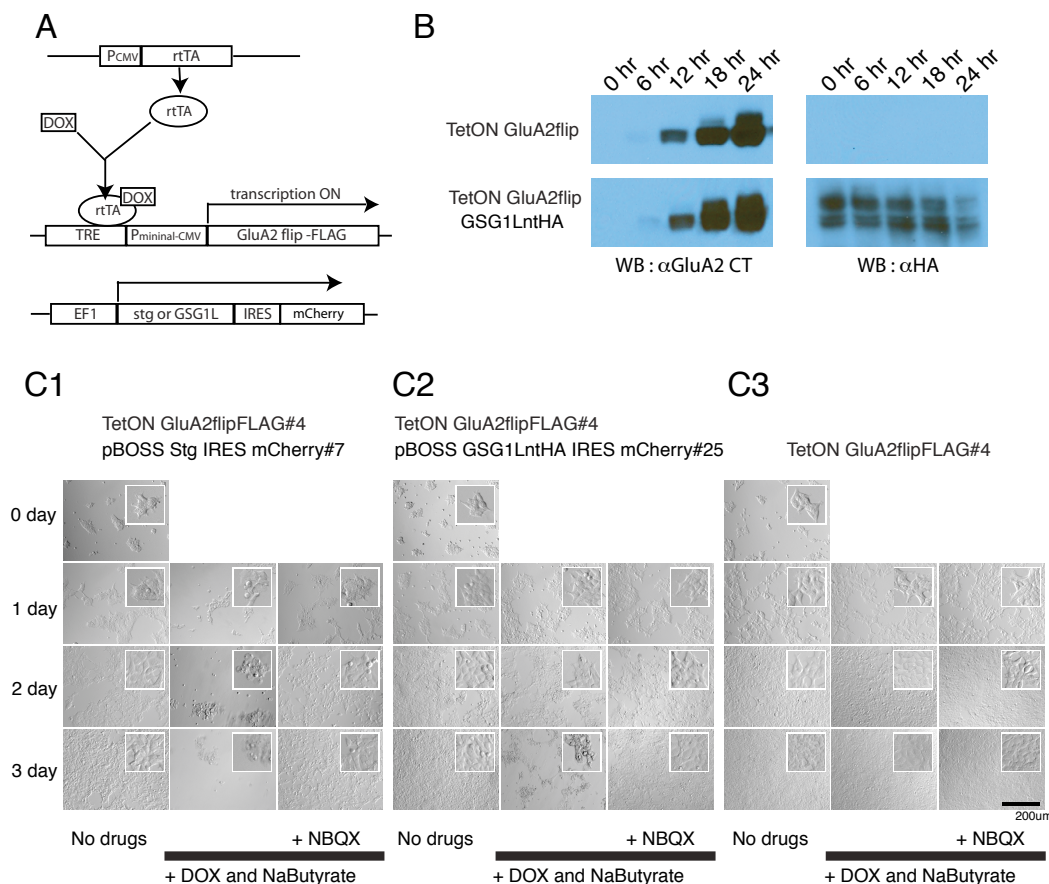 A
PCMV rtTA
rtTA
DOX
DOX
rtTA
transcription ON
TRE Pmininal-CMV GluA2 flip -FLAG
EF1 stg or GSG1L IRES mCherry
B
0 hr 6 hr 12 hr 18 hr 24 hr 0 hr 6 hr 12 hr 18 hr 24 hr
TetON GluA2flip
TetON GluA2flip
GSG1LntHA
WB : αGluA2 CT WB : αHA
C1
TetON GluA2flipFLAG#4
pBOSS Stg IRES mCherry#7
C2
TetON GluA2flipFLAG#4
pBOSS GSG1LntHA IRES mCherry#25
C3
TetON GluA2flipFLAG#4
0 day
1 day
2 day
3 day
200um
No drugs + NBQX No drugs + NBQX No drugs + NBQX
+ DOX and NaButyrate + DOX and NaButyrate + DOX and NaButyrate